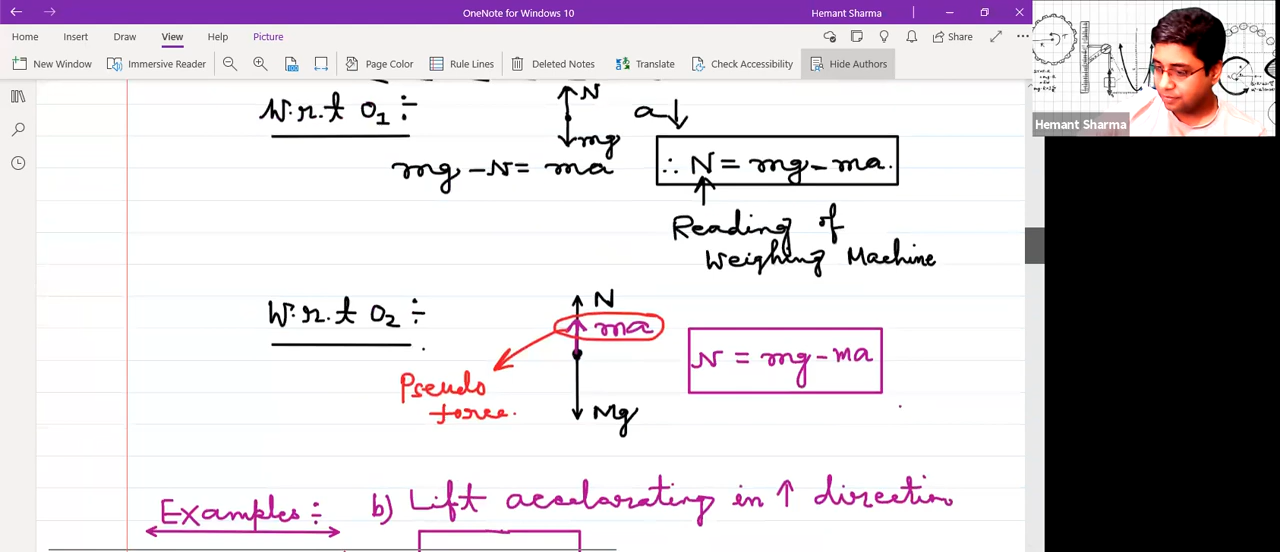 OneNote for Windows 10
Hemant Sharma
Home Insert Draw View Help Picture
Share
New Window
Immersive Reader
Page Color
Rule Lines
Deleted Notes
Translate
Check Accessibility
Hide Authors
Hemant Sharma
W.r.t O₁ :-
N
a↓
mg
mg - N = ma
∴ N = mg - ma.
Reading of
Weighing Machine
W.r.t O₂ :-
N
ma
N = mg - ma
Pseudo
force.
Mg
Examples :-
b) Lift accelarating in ↑ direction